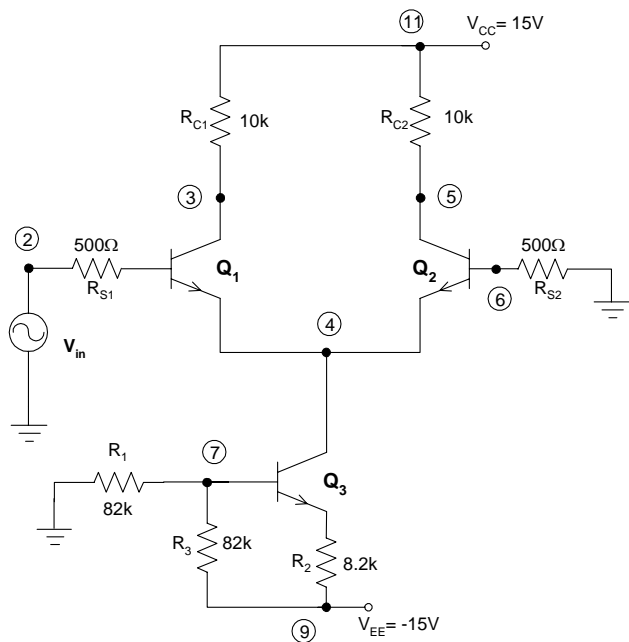 11
V_CC = 15V
R_C1
10k
R_C2
10k
3
5
2
500Ω
R_S1
Q_1
Q_2
500Ω
R_S2
6
V_in
4
7
R_1
82k
Q_3
R_3
82k
R_2
8.2k
9
V_EE = -15V